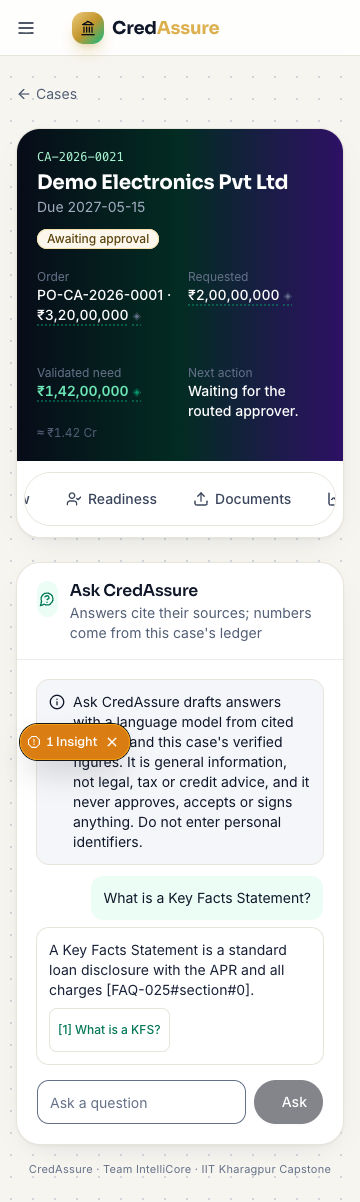 CredAssure
← Cases
CA-2026-0021
Demo Electronics Pvt Ltd
Due 2027-05-15
Awaiting approval
Order
PO-CA-2026-0001 ·
₹3,20,00,000
Requested
₹2,00,00,000
Validated need
₹1,42,00,000
≈ ₹1.42 Cr
Next action
Waiting for the
routed approver.
Readiness
Documents
Ask CredAssure
Answers cite their sources; numbers
come from this case's ledger
Ask CredAssure drafts answers
with a language model from cited
and this case's verified
figures. It is general information,
not legal, tax or credit advice, and it
never approves, accepts or signs
anything. Do not enter personal
identifiers.
1 Insight
What is a Key Facts Statement?
A Key Facts Statement is a standard
loan disclosure with the APR and all
charges [FAQ-025#section#0].
[1] What is a KFS?
Ask a question
Ask
CredAssure · Team IntelliCore · IIT Kharagpur Capstone